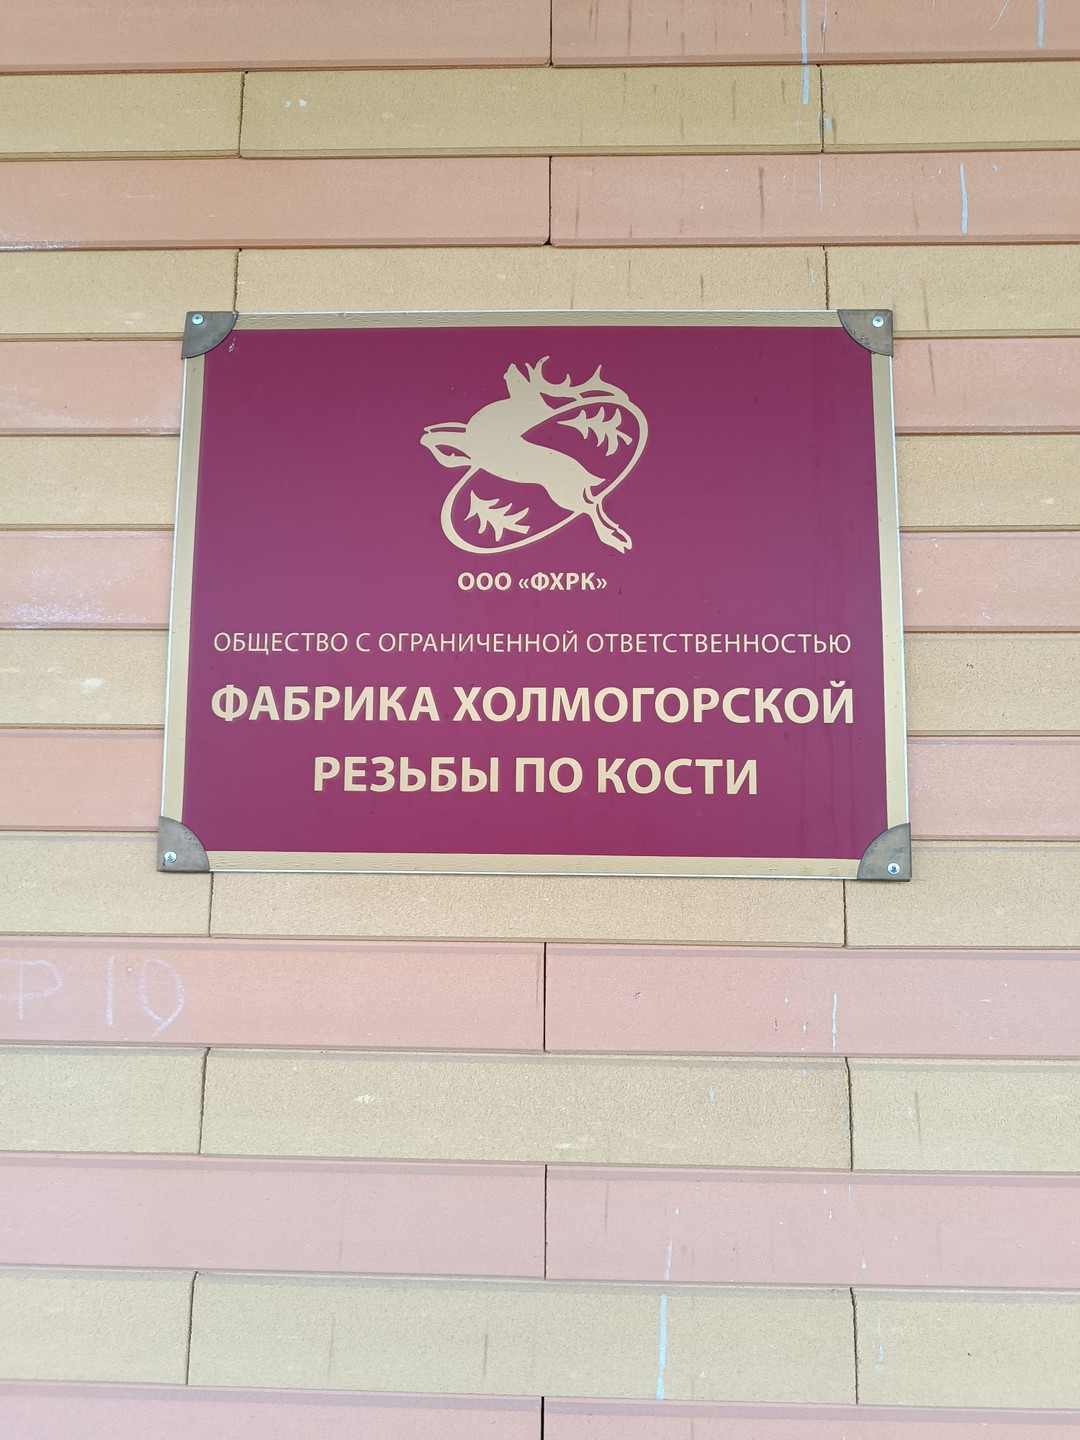 ООО «ФХРК»
ОБЩЕСТВО С ОГРАНИЧЕННОЙ ОТВЕТСТВЕННОСТЬЮ
ФАБРИКА ХОЛМОГОРСКОЙ
РЕЗЬБЫ ПО КОСТИ